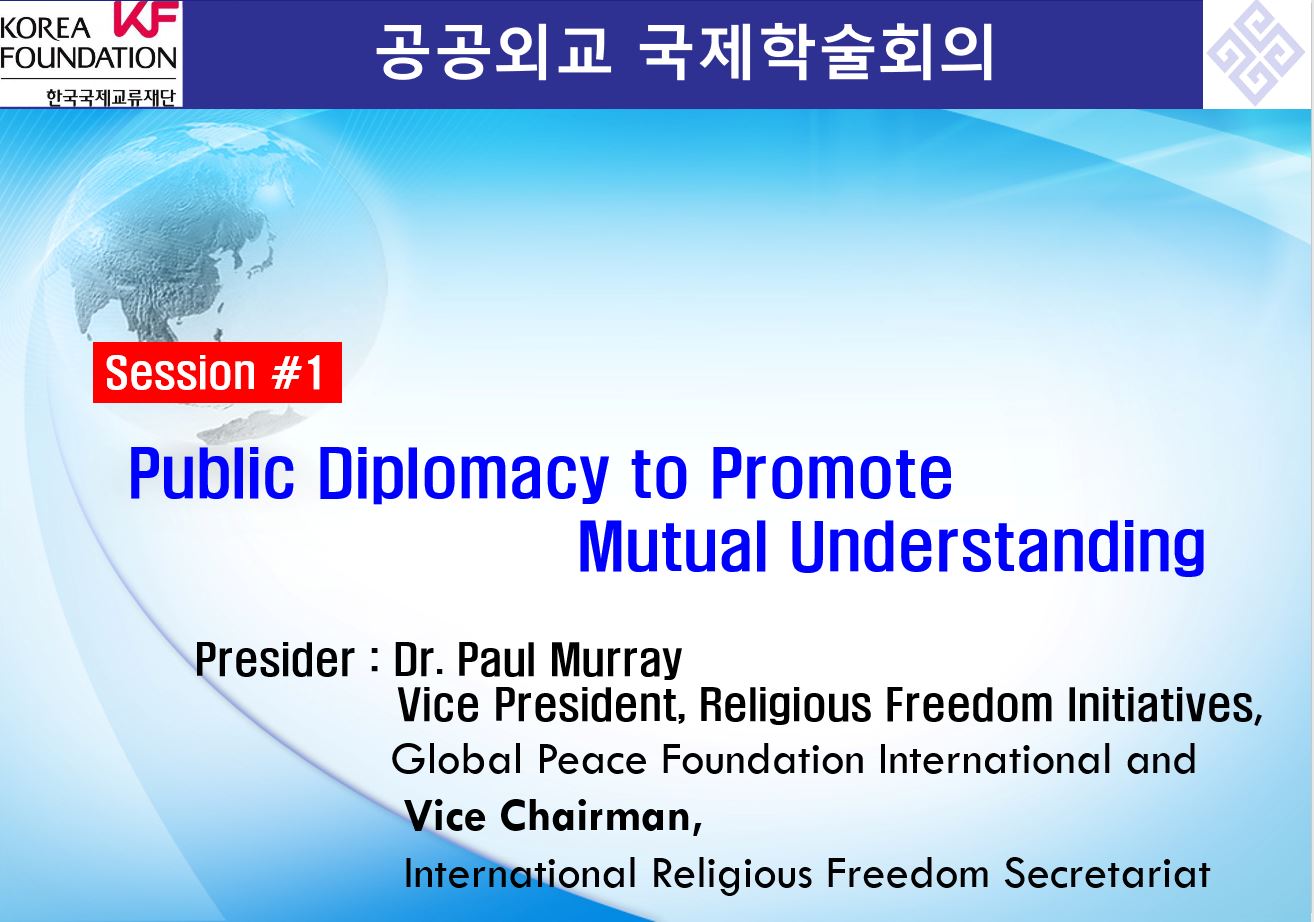 KOREA KF
FOUNDATION
한국국제교류재단
공공외교 국제학술회의
Session #1
Public Diplomacy to Promote
Mutual Understanding
Presider : Dr. Paul Murray
Vice President, Religious Freedom Initiatives,
Global Peace Foundation International and
Vice Chairman,
International Religious Freedom Secretariat